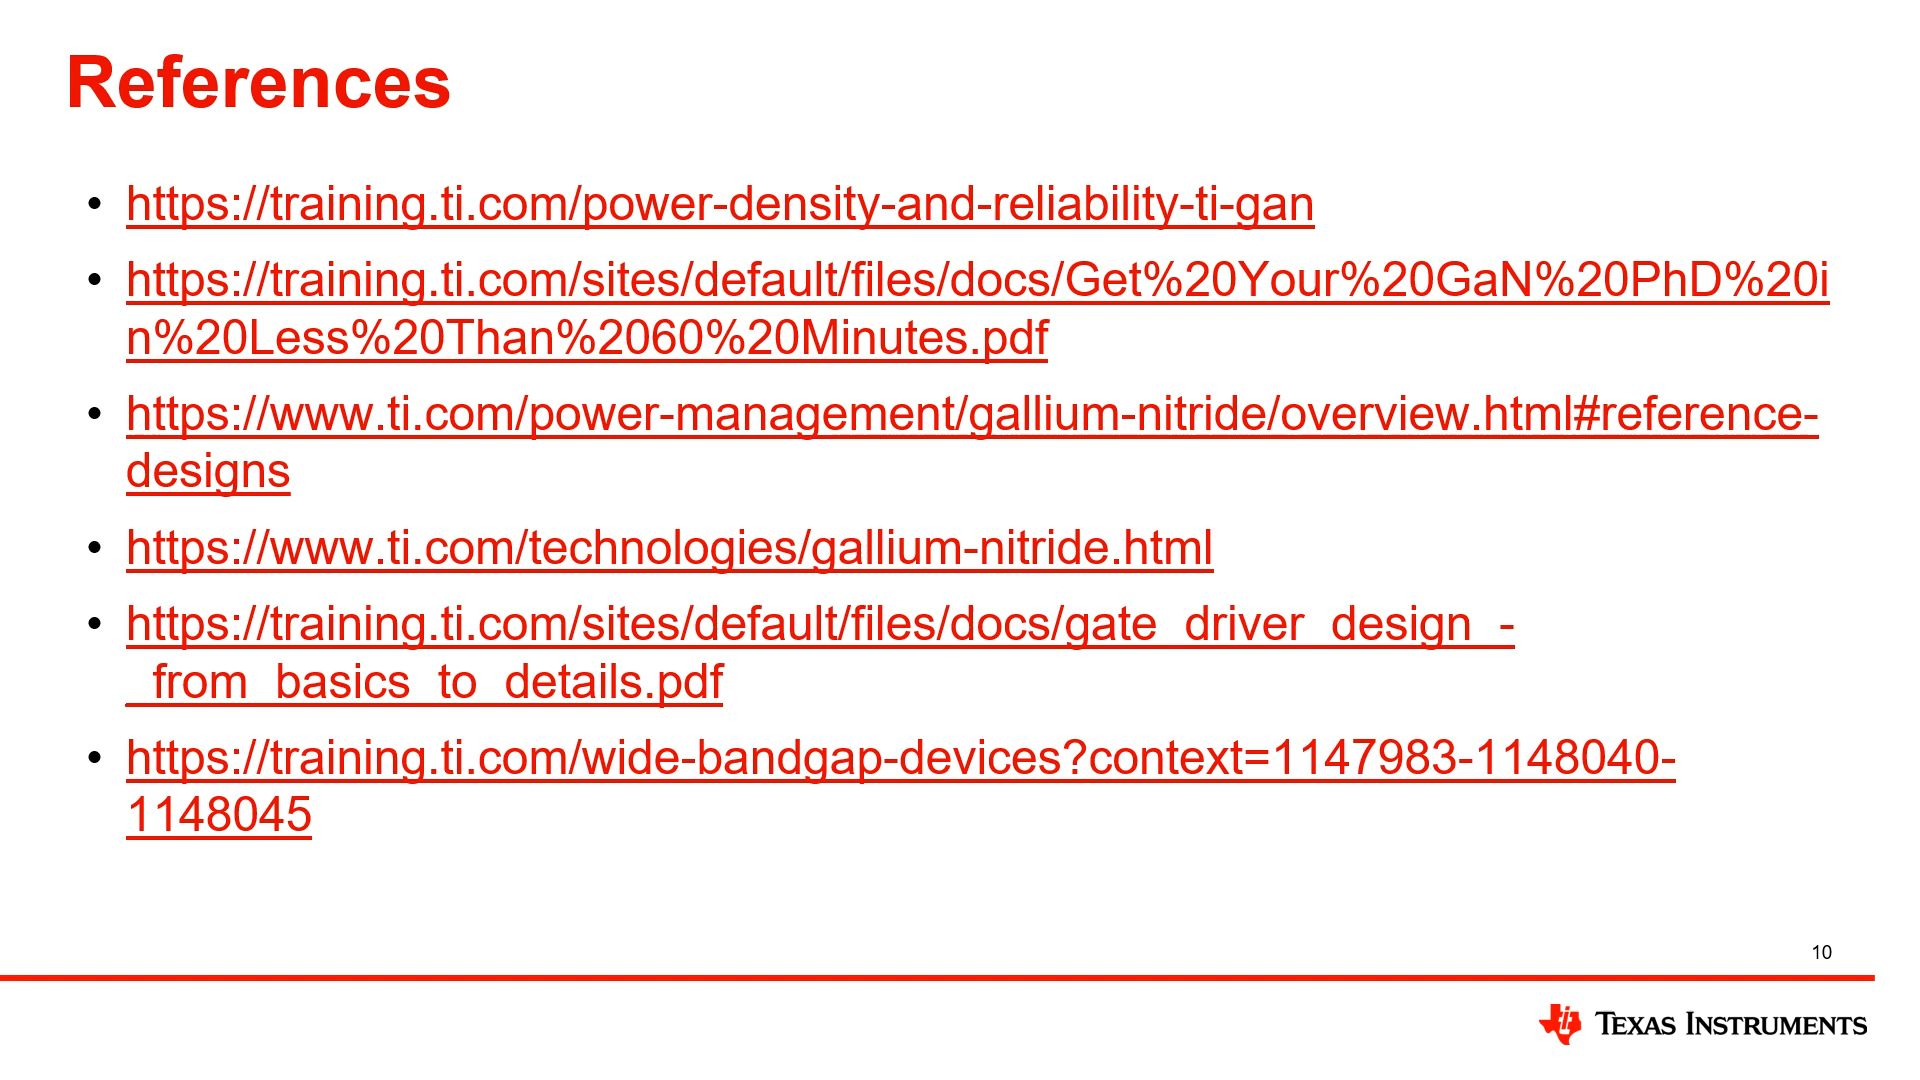 References
• https://training.ti.com/power-density-and-reliability-ti-gan
• https://training.ti.com/sites/default/files/docs/Get%20Your%20GaN%20PhD%20i
n%20Less%20Than%2060%20Minutes.pdf
• https://www.ti.com/power-management/gallium-nitride/overview.html#reference-
designs
• https://www.ti.com/technologies/gallium-nitride.html
• https://training.ti.com/sites/default/files/docs/gate_driver_design_-
_from_basics_to_details.pdf
• https://training.ti.com/wide-bandgap-devices?context=1147983-1148040-
1148045
10
TEXAS INSTRUMENTS